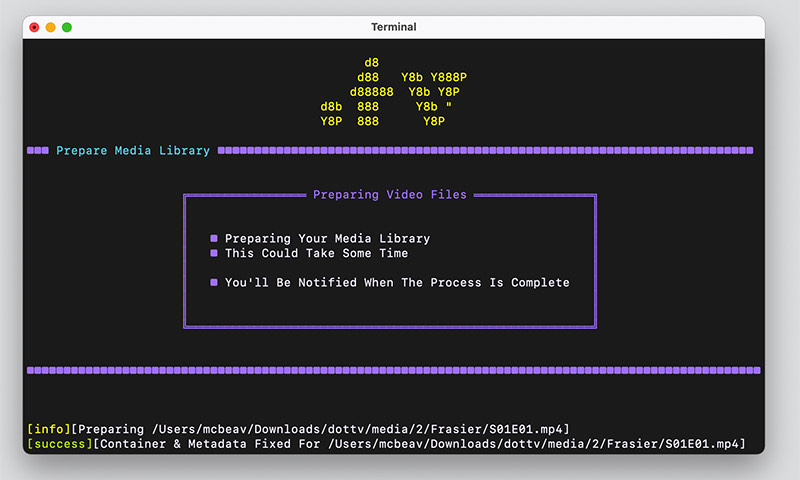 Terminal
d8
d88   Y8b Y888P
d88888  Y8b Y8P
d8b  888     Y8b "
Y8P  888      Y8P
Prepare Media Library
Preparing Video Files
Preparing Your Media Library
This Could Take Some Time
You'll Be Notified When The Process Is Complete
[info][Preparing /Users/mcbeav/Downloads/dottv/media/2/Frasier/S01E01.mp4]
[success][Container & Metadata Fixed For /Users/mcbeav/Downloads/dottv/media/2/Frasier/S01E01.mp4]